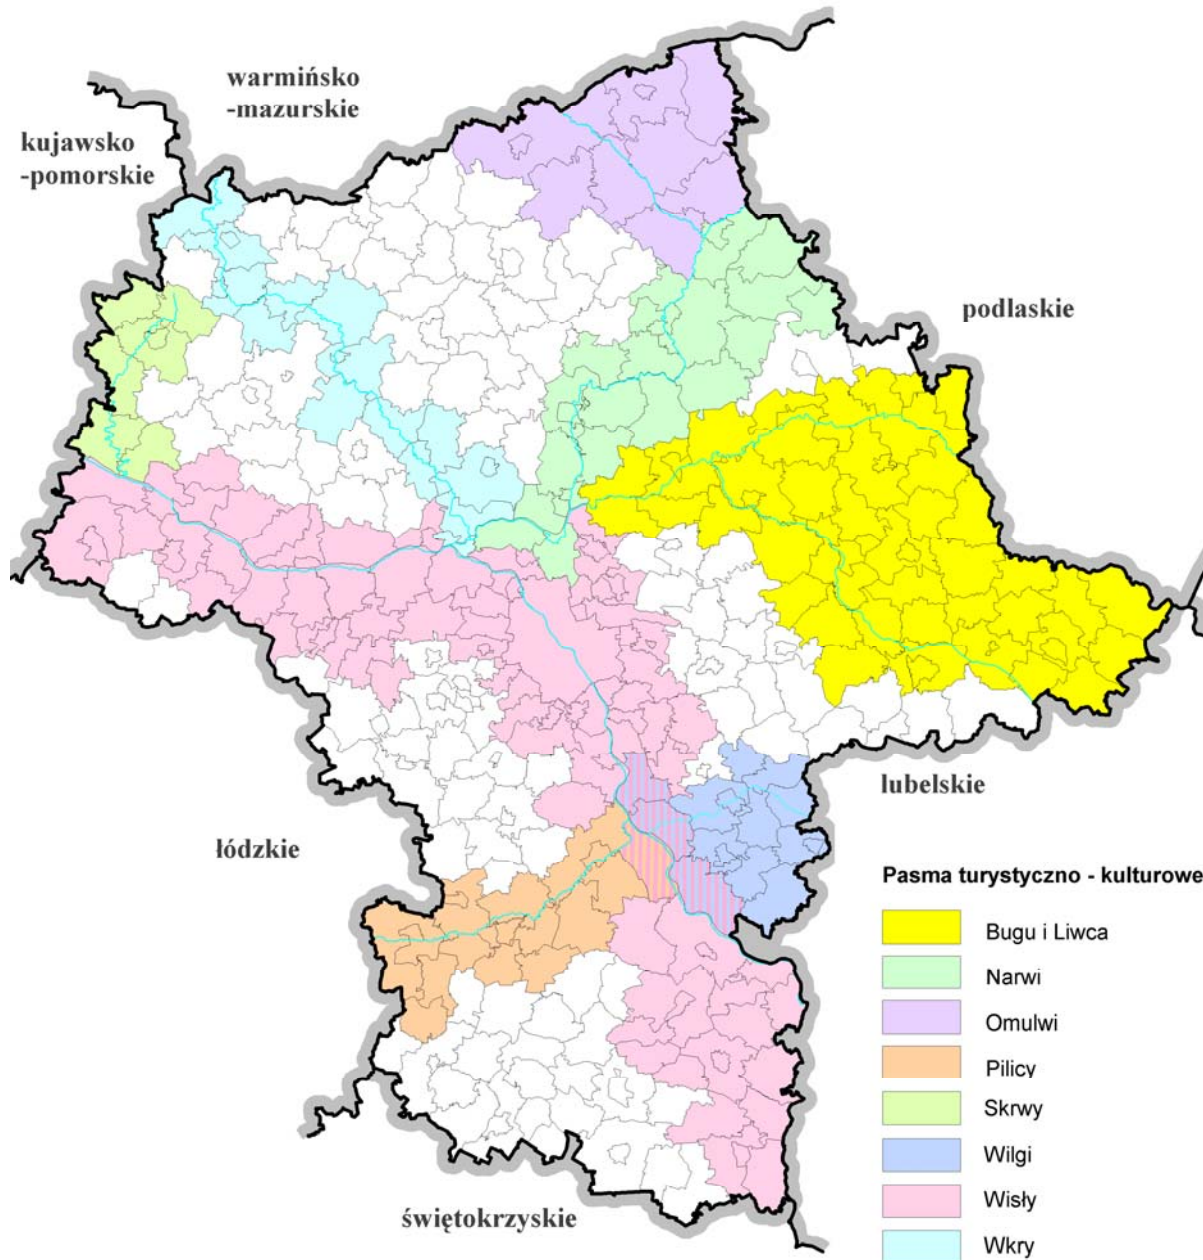 warmińsko
-mazurskie
kujawsko
-pomorskie
podlaskie
lubelskie
łódzkie
świętokrzyskie
Pasma turystyczno - kulturowe
Bugu i Liwca
Narwi
Omulwi
Pilicy
Skrwy
Wilgi
Wisły
Wkry